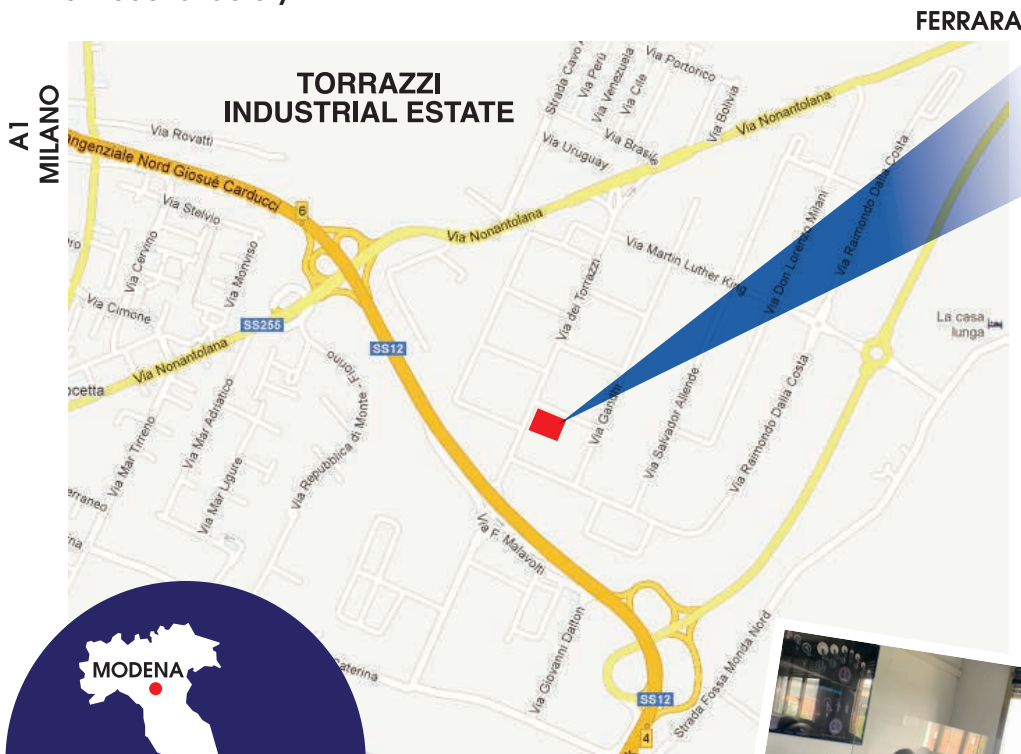 FERRARA
A1
MILANO
TORRAZZI
INDUSTRIAL ESTATE
Strada Cavo
Via Perù
Via Venezuela
Via Cile
Via Portorico
Via Bolivia
Via Nonantolana
Via Rovatti
ngenziale Nord Giosuè Carducci
Via Uruguay
Via Brasile
Via Stelvio
6
Via Nonantolana
Via Cervino
Via Monviso
Via Martin Luther King
Via Don Lorenzo Milani
Via Raimondo Dalla Costa
Via Cimone
Via dei Torrazzi
SS255
SS12
La casa
lunga
Via Nonantolana
ocetta
Via Repubblica di Monte - Fiorino
Via Mar Adriatico
Via Mar Tirreno
Via Mar Ligure
Via Gandhi
Via Salvador Allende
Via Raimondo Dalla Costa
erraneo
ina
Via F. Malavolti
Via Giovanni Dalton
Strada Fossa Monda Nord
aterina
MODENA
SS12
4